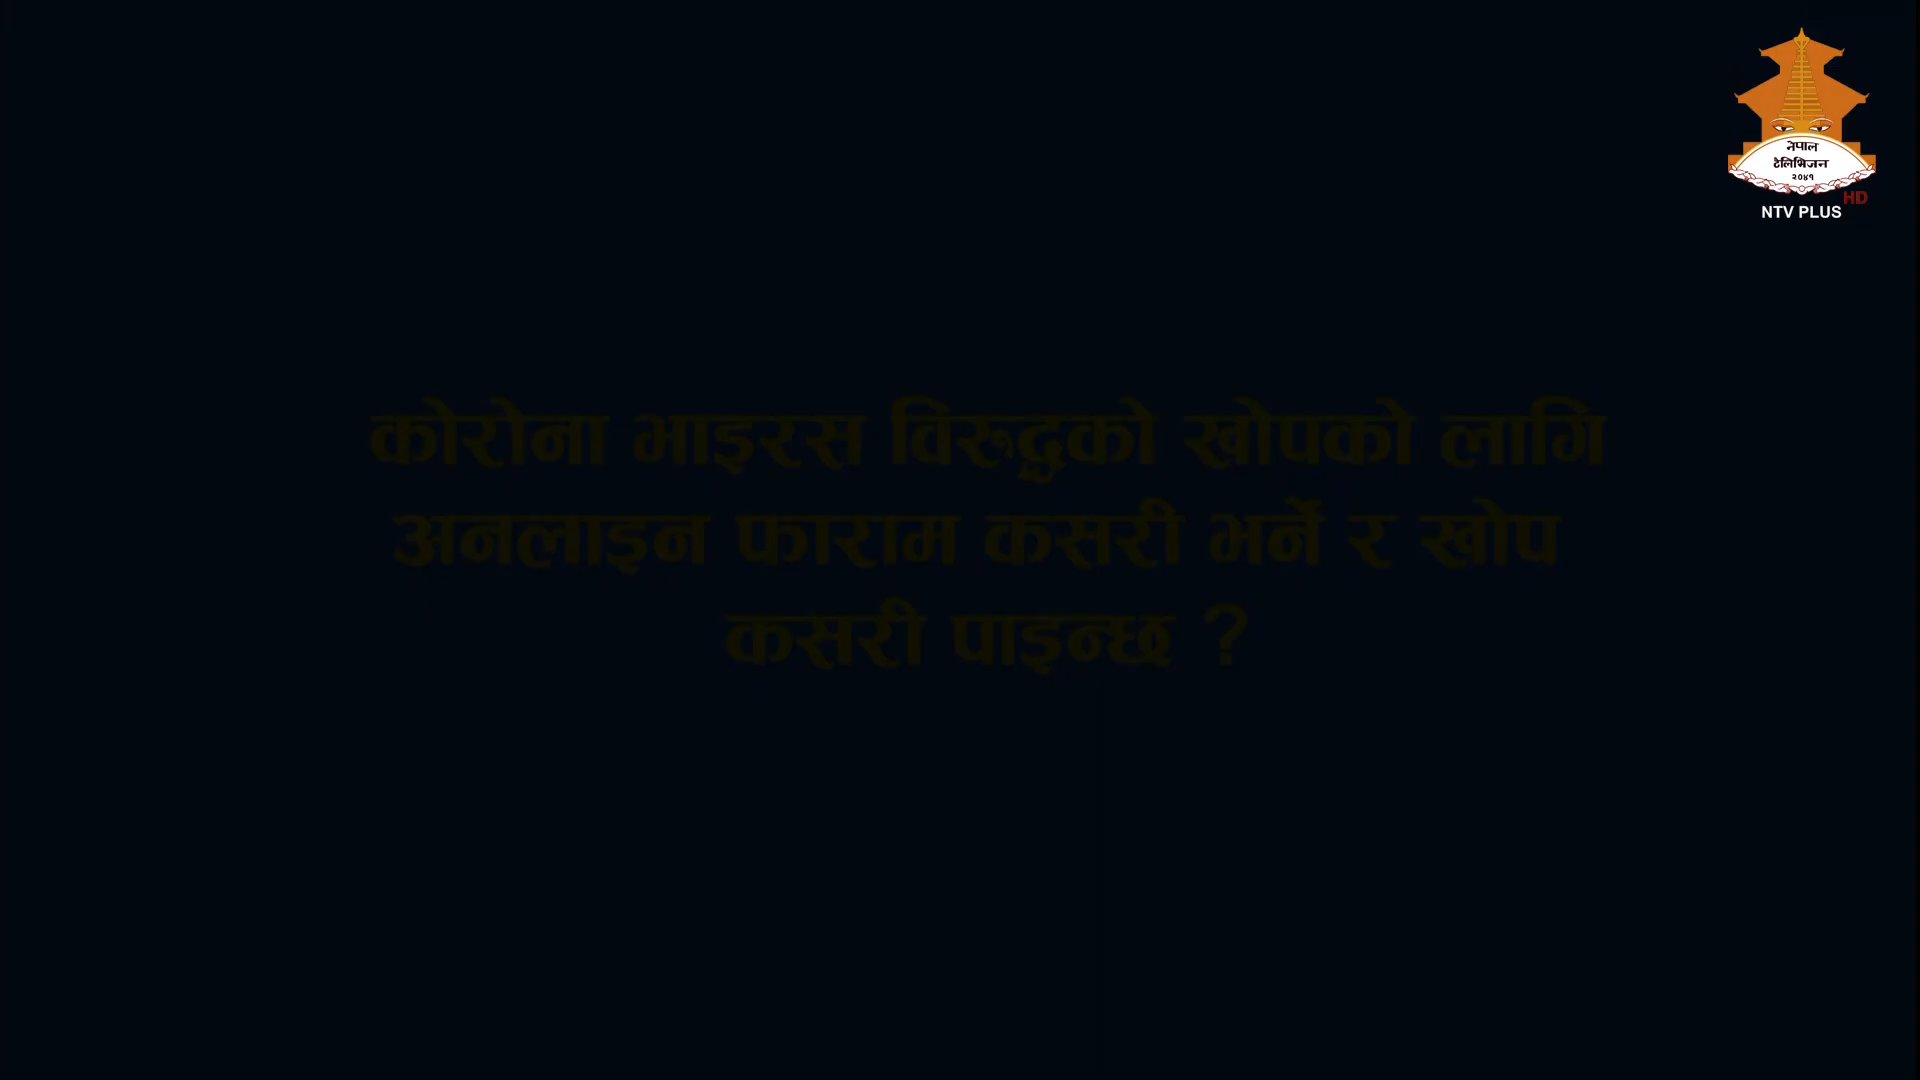 नेपाल
टेलिभिजन
२०४१
HD
NTV PLUS
कोरोना भाइरस विरुद्धको खोपको लागि
अनलाइन फाराम कसरी भर्ने र खोप
कसरी पाइन्छ ?